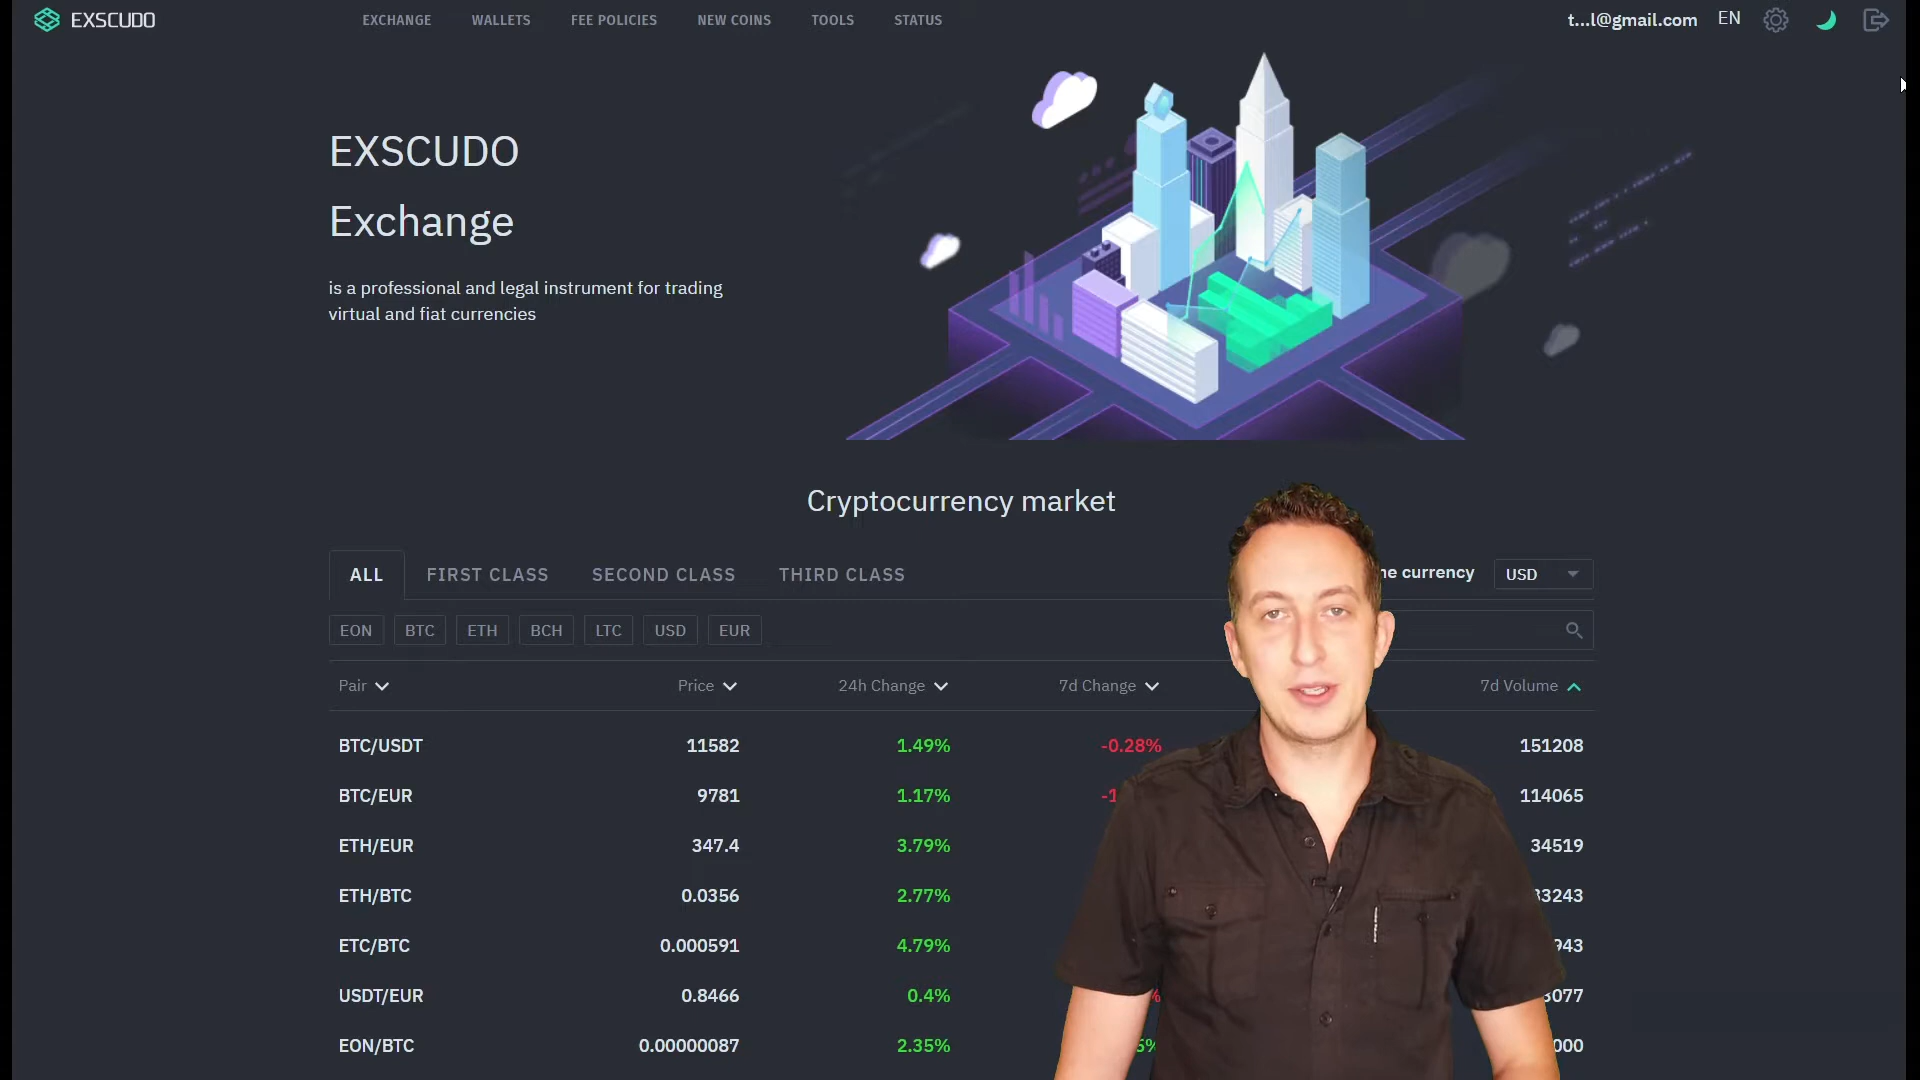 EXSCUDO
EXCHANGE WALLETS FEE POLICIES NEW COINS TOOLS STATUS
t...l@gmail.com EN
EXSCUDO
Exchange
is a professional and legal instrument for trading
virtual and fiat currencies
Cryptocurrency market
ALL FIRST CLASS SECOND CLASS THIRD CLASS currency USD
EON BTC ETH BCH LTC USD EUR
Pair Price 24h Change 7d Change 7d Volume
BTC/USDT 11582 1.49% -0.28% 151208
BTC/EUR 9781 1.17% 114065
ETH/EUR 347.4 3.79% 34519
ETH/BTC 0.0356 2.77%
ETC/BTC 0.000591 4.79%
USDT/EUR 0.8466 0.4%
EON/BTC 0.00000087 2.35%